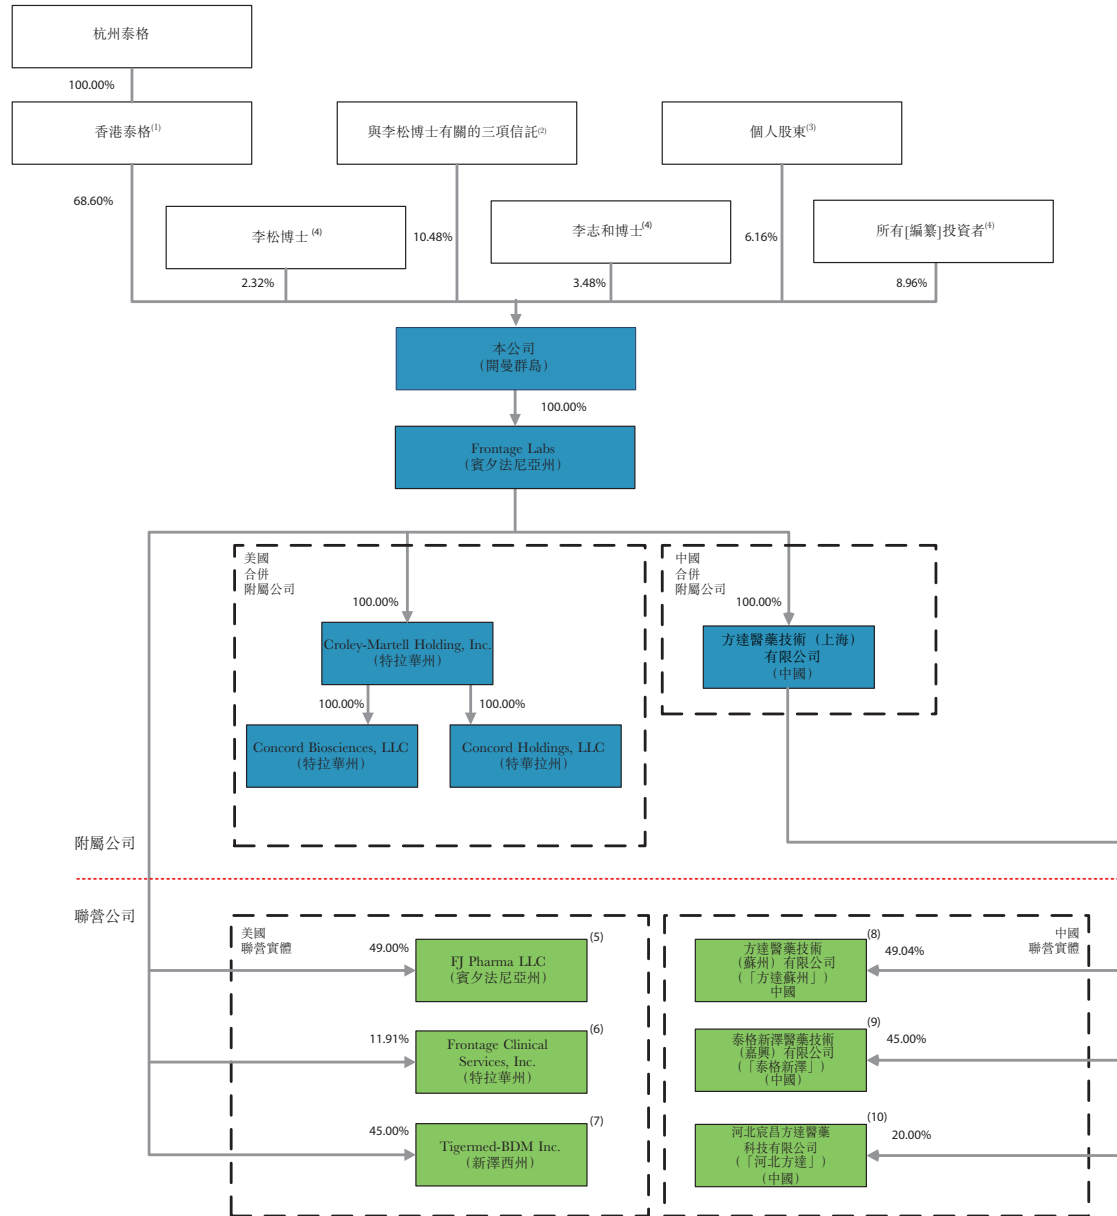 杭州泰格
100.00%
香港泰格(1)
與李松博士有關的三項信託(2)
個人股東(3)
68.60%
李松博士 (4)
10.48%
李志和博士(4)
6.16%
所有[編纂]投資者(4)
2.32%
3.48%
8.96%
本公司
（開曼群島）
100.00%
Frontage Labs
（賓夕法尼亞州）
美國
合併
附屬公司
中國
合併
附屬公司
100.00%
100.00%
Croley-Martell Holding, Inc.
（特拉華州）
方達醫藥技術（上海）
有限公司
（中國）
100.00%
100.00%
Concord Biosciences, LLC
（特拉華州）
Concord Holdings, LLC
（特華拉州）
附屬公司
聯營公司
美國
聯營實體
中國
聯營實體
49.00%
FJ Pharma LLC
（賓夕法尼亞州）
(5)
方達醫藥技術
（蘇州）有限公司
（「方達蘇州」）
中國
(8)
49.04%
11.91%
Frontage Clinical
Services, Inc.
（特拉華州）
(6)
泰格新澤醫藥技術
（嘉興）有限公司
（「泰格新澤」）
（中國）
(9)
45.00%
45.00%
Tigermed-BDM Inc.
（新澤西州）
(7)
河北宸昌方達醫藥
科技有限公司
（「河北方達」）
（中國）
(10)
20.00%